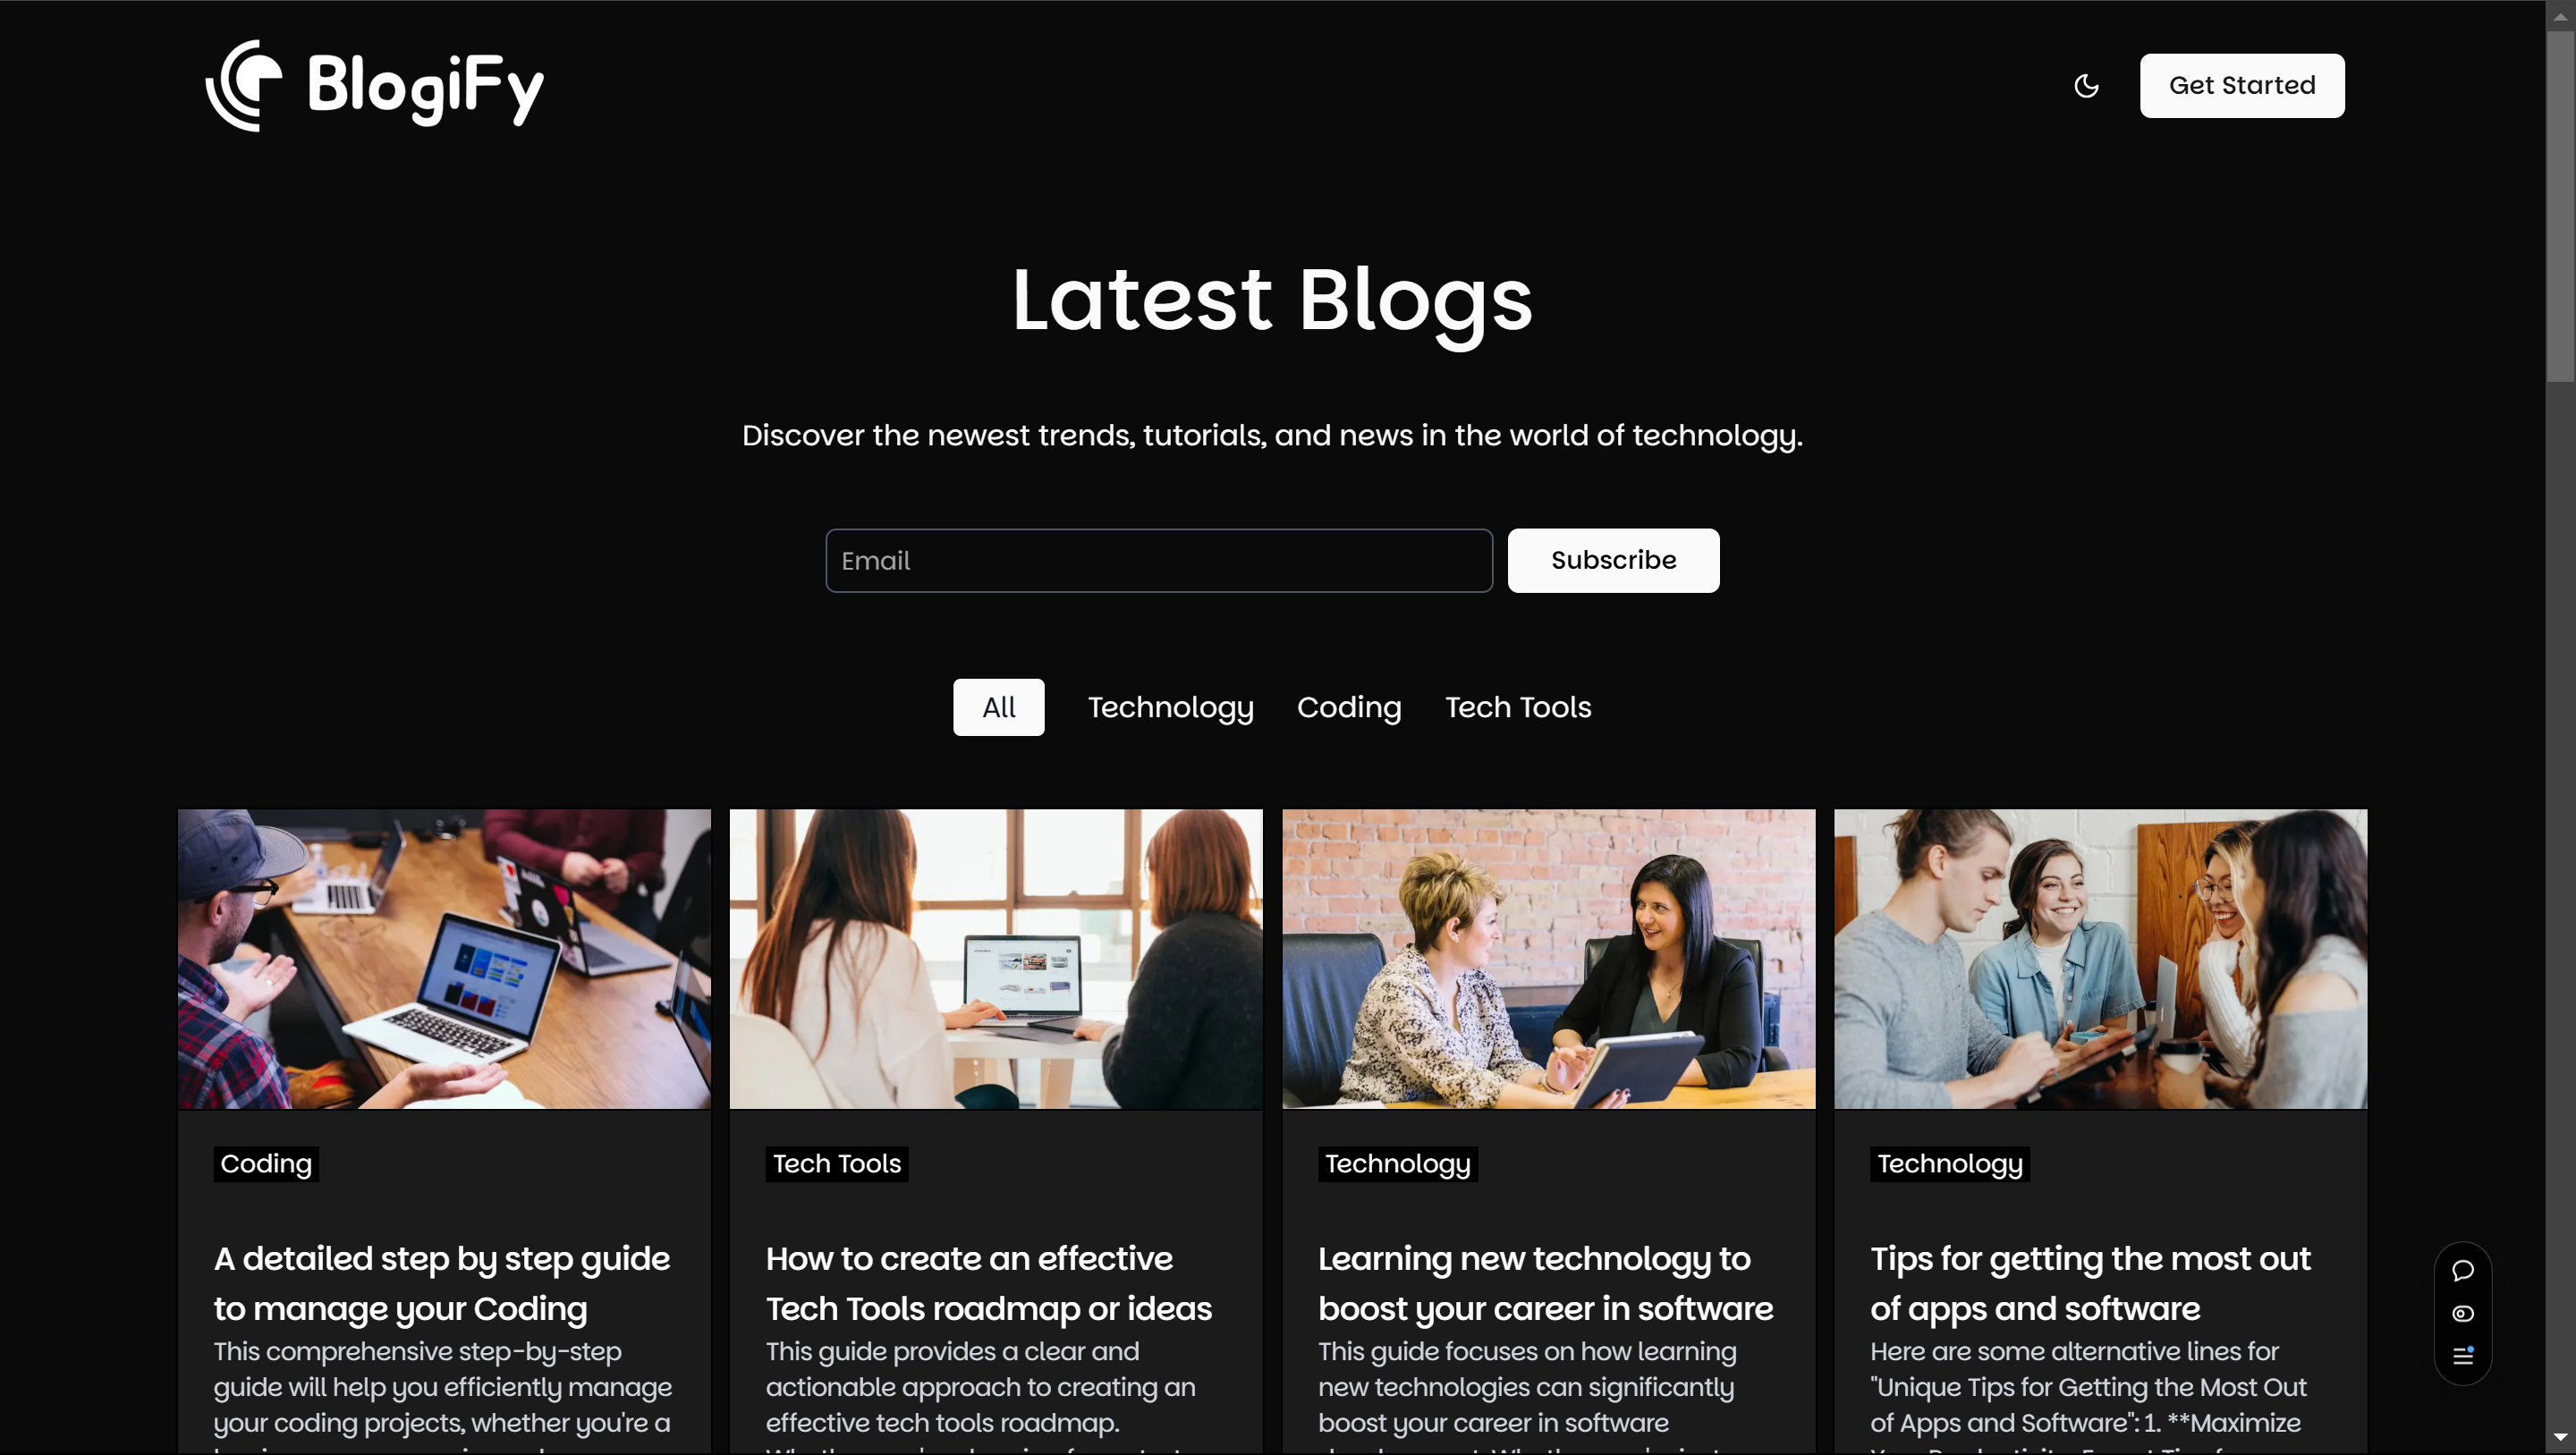 BlogiFy
Get Started
Latest Blogs
Discover the newest trends, tutorials, and news in the world of technology.
Email
Subscribe
All
Technology
Coding
Tech Tools
Coding
A detailed step by step guide
to manage your Coding
This comprehensive step-by-step
guide will help you efficiently manage
your coding projects, whether you're a
Tech Tools
How to create an effective
Tech Tools roadmap or ideas
This guide provides a clear and
actionable approach to creating an
effective tech tools roadmap.
Technology
Learning new technology to
boost your career in software
This guide focuses on how learning
new technologies can significantly
boost your career in software
Technology
Tips for getting the most out
of apps and software
Here are some alternative lines for
"Unique Tips for Getting the Most Out
of Apps and Software": 1. **Maximize